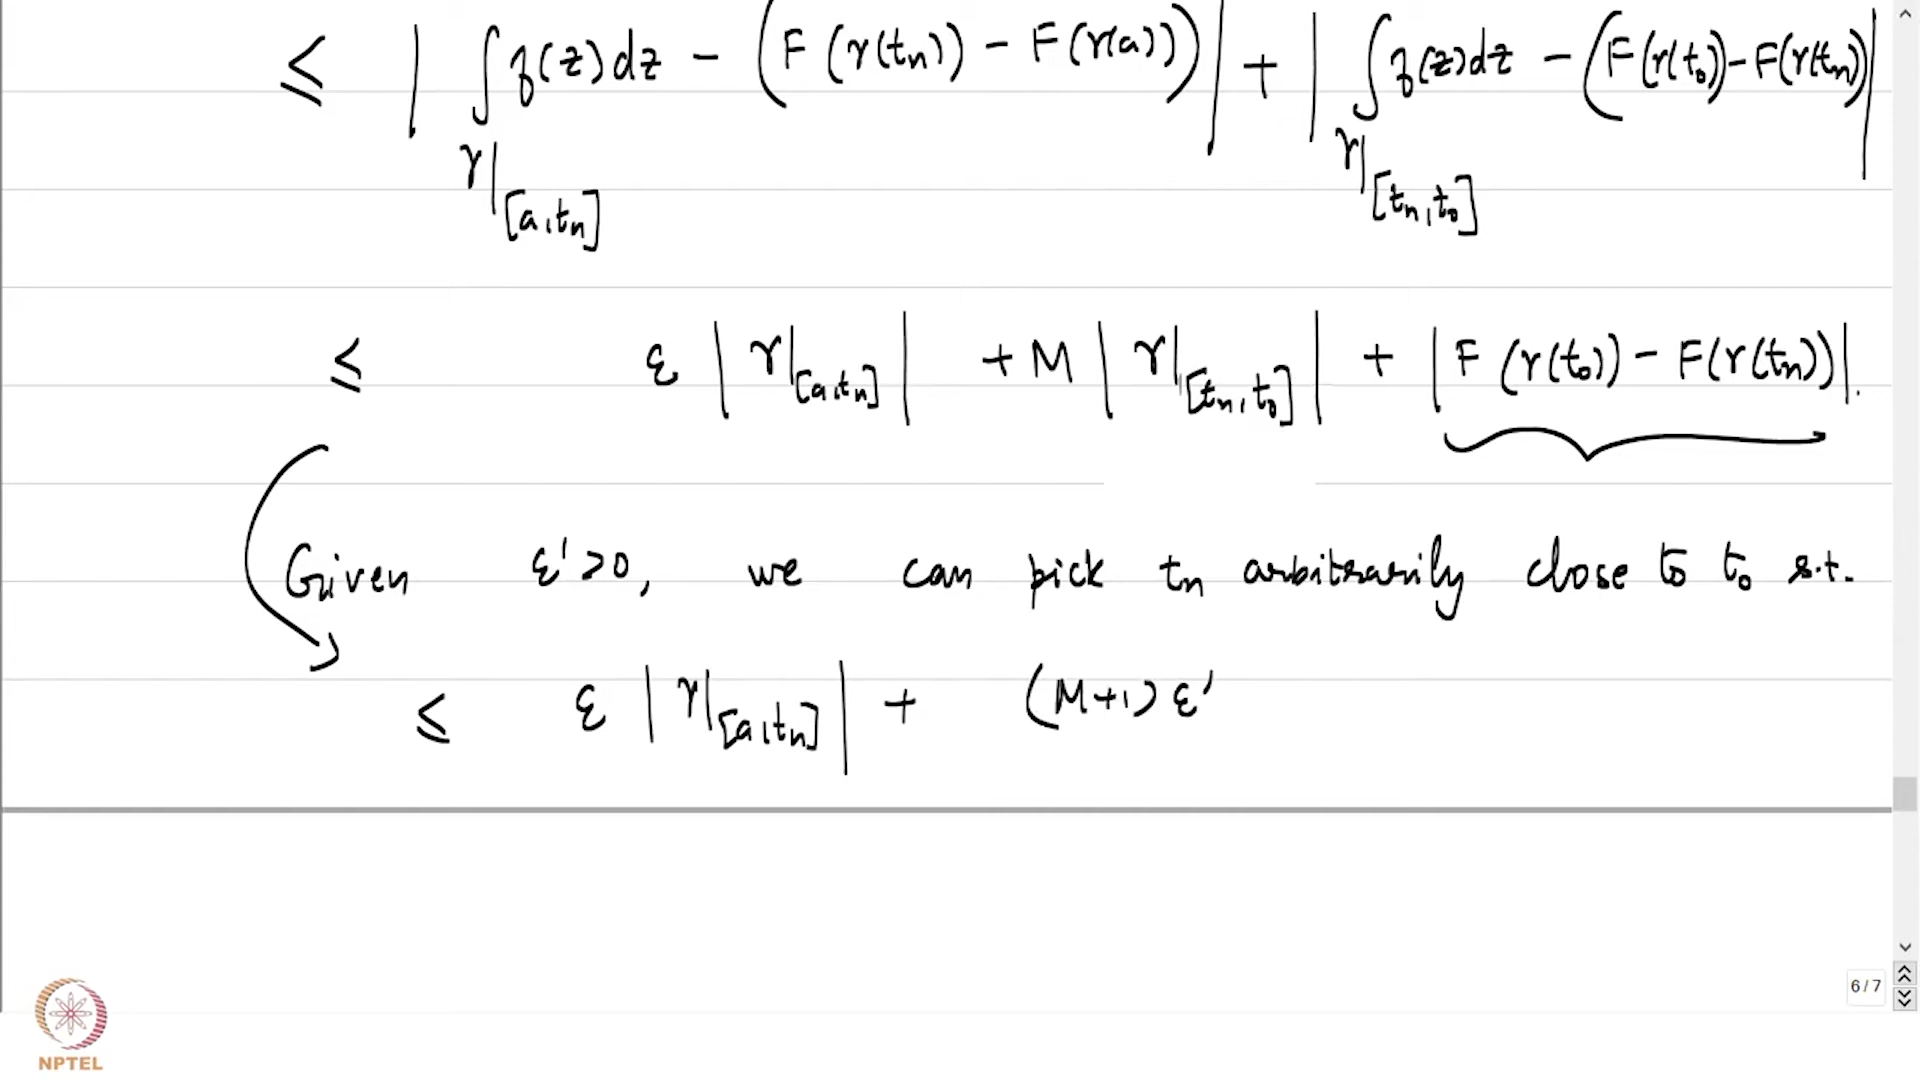 ≤ | ∫ f(z)dz − (F(γ(tn)) − F(γ(a))) | + | ∫ f(z)dz − (F(γ(t₀)) − F(γ(tn)) |
γ|[a,tn] γ|[tn,t₀]
≤ ε | γ|[a,tn] | + M | γ|[tn,t₀] | + | F(γ(t₀)) − F(γ(tn)) | .
Given ε'>0, we can pick tn arbitrarily close to t₀ s.t.
≤ ε | γ|[a,tn] | + (M+1) ε'
6 / 7
NPTEL